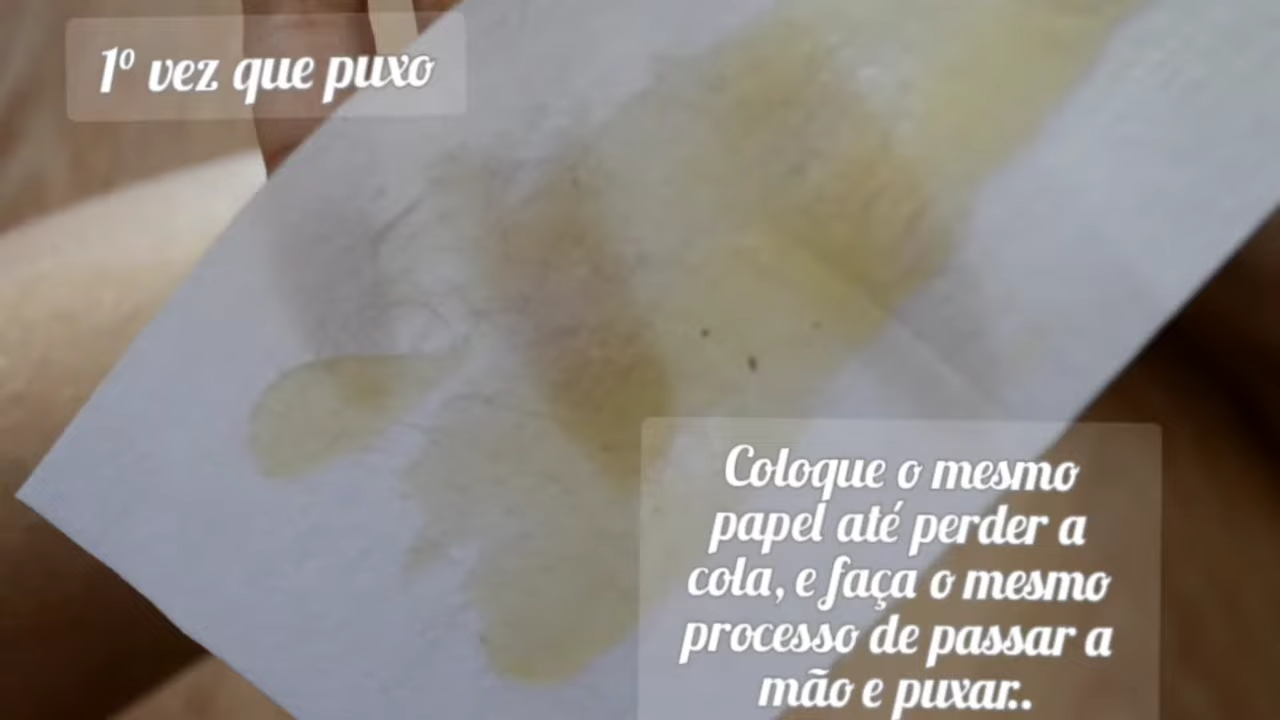 1º vez que puxo
Coloque o mesmo
papel até perder a
cola, e faça o mesmo
processo de passar a
mão e puxar..